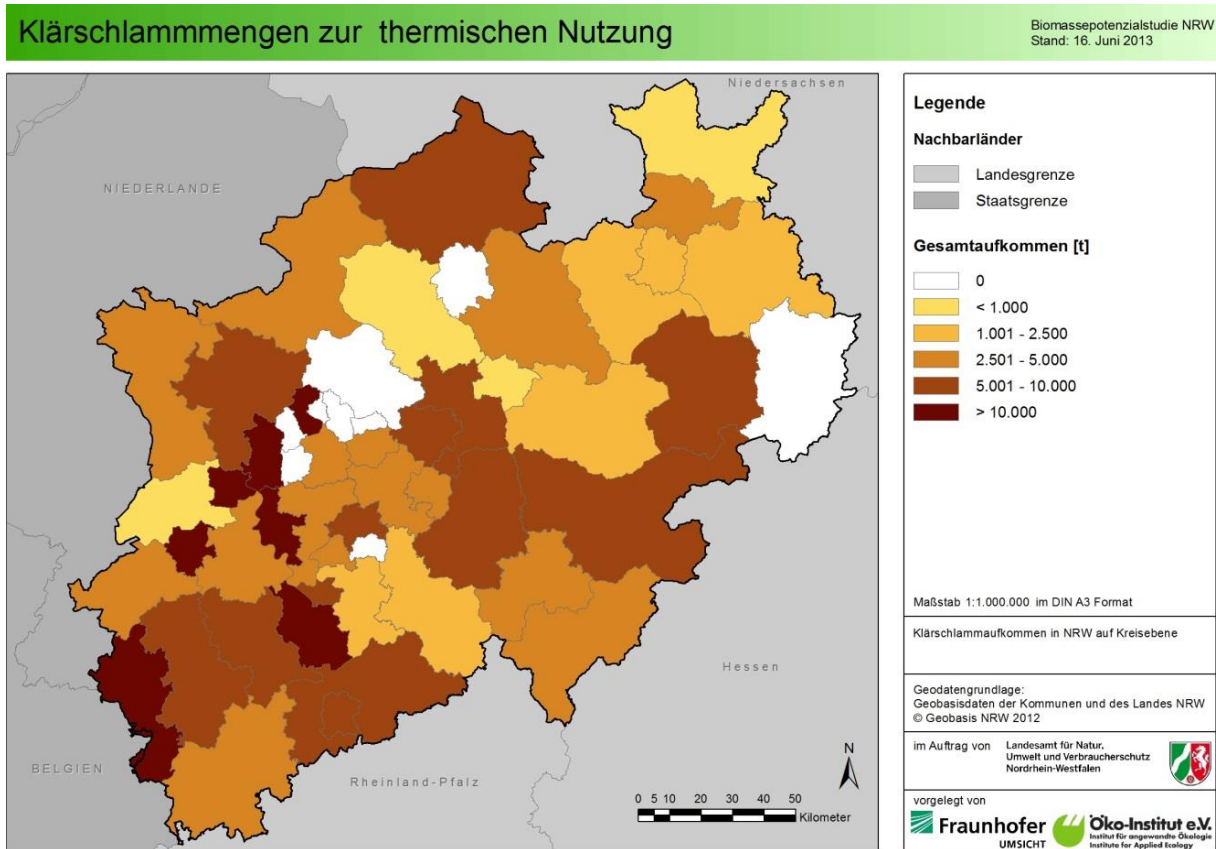 Klärschlammmengen zur thermischen Nutzung
Biomassepotenzialstudie NRW
Stand: 16. Juni 2013
Niedersachsen
NIEDERLANDE
Hessen
BELGIEN
Rheinland-Pfalz
N
0 5 10 20 30 40 50
Kilometer
Legende
Nachbarländer
Landesgrenze
Staatsgrenze
Gesamtaufkommen [t]
0
< 1.000
1.001 - 2.500
2.501 - 5.000
5.001 - 10.000
> 10.000
Maßstab 1:1.000.000 im DIN A3 Format
Klärschlammaufkommen in NRW auf Kreisebene
Geodatengrundlage:
Geobasisdaten der Kommunen und des Landes NRW
© Geobasis NRW 2012
im Auftrag von
Landesamt für Natur,
Umwelt und Verbraucherschutz
Nordrhein-Westfalen
vorgelegt von
Fraunhofer
UMSICHT
Öko-Institut e.V.
Institut für angewandte Ökologie
Institute for Applied Ecology